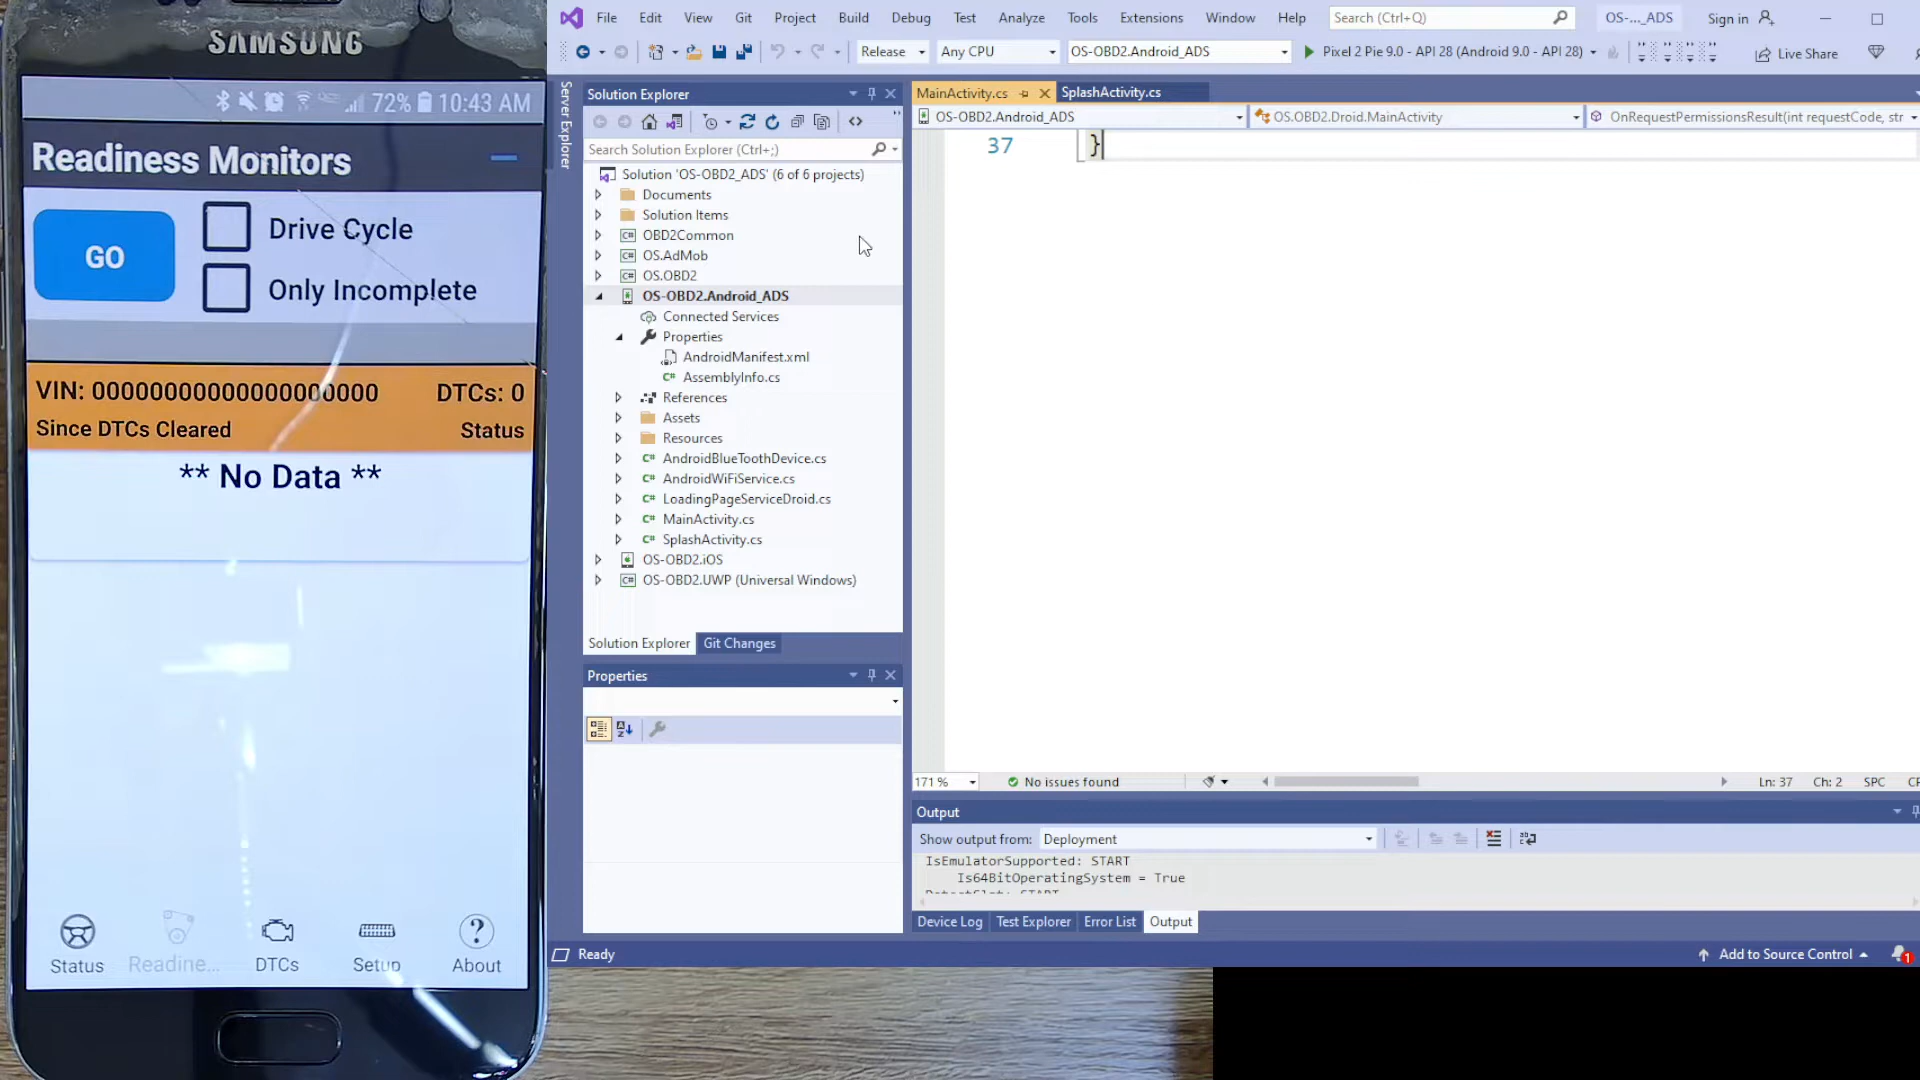 SAMSUNG
72% 10:43 AM
Readiness Monitors
GO
Drive Cycle
Only Incomplete
VIN: 00000000000000000000
DTCs: 0
Since DTCs Cleared
Status
** No Data **
Status
Readine...
DTCs
Setup
About
File Edit View Git Project Build Debug Test Analyze Tools Extensions Window Help
Search (Ctrl+Q)
OS-..._ADS
Sign in
Release
Any CPU
OS-OBD2.Android_ADS
Pixel 2 Pie 9.0 - API 28 (Android 9.0 - API 28)
Live Share
Server Explorer
Solution Explorer
Search Solution Explorer (Ctrl+;)
Solution 'OS-OBD2_ADS' (6 of 6 projects)
Documents
Solution Items
OBD2Common
OS.AdMob
OS.OBD2
OS-OBD2.Android_ADS
Connected Services
Properties
AndroidManifest.xml
AssemblyInfo.cs
References
Assets
Resources
AndroidBlueToothDevice.cs
AndroidWiFiService.cs
LoadingPageServiceDroid.cs
MainActivity.cs
SplashActivity.cs
OS-OBD2.iOS
OS-OBD2.UWP (Universal Windows)
Solution Explorer
Git Changes
Properties
MainActivity.cs
SplashActivity.cs
OS-OBD2.Android_ADS
OS.OBD2.Droid.MainActivity
OnRequestPermissionsResult(int requestCode, str
37 }
171 %
No issues found
Ln: 37 Ch: 2 SPC
Output
Show output from: Deployment
IsEmulatorSupported: START
Is64BitOperatingSystem = True
Device Log
Test Explorer
Error List
Output
Ready
Add to Source Control
1